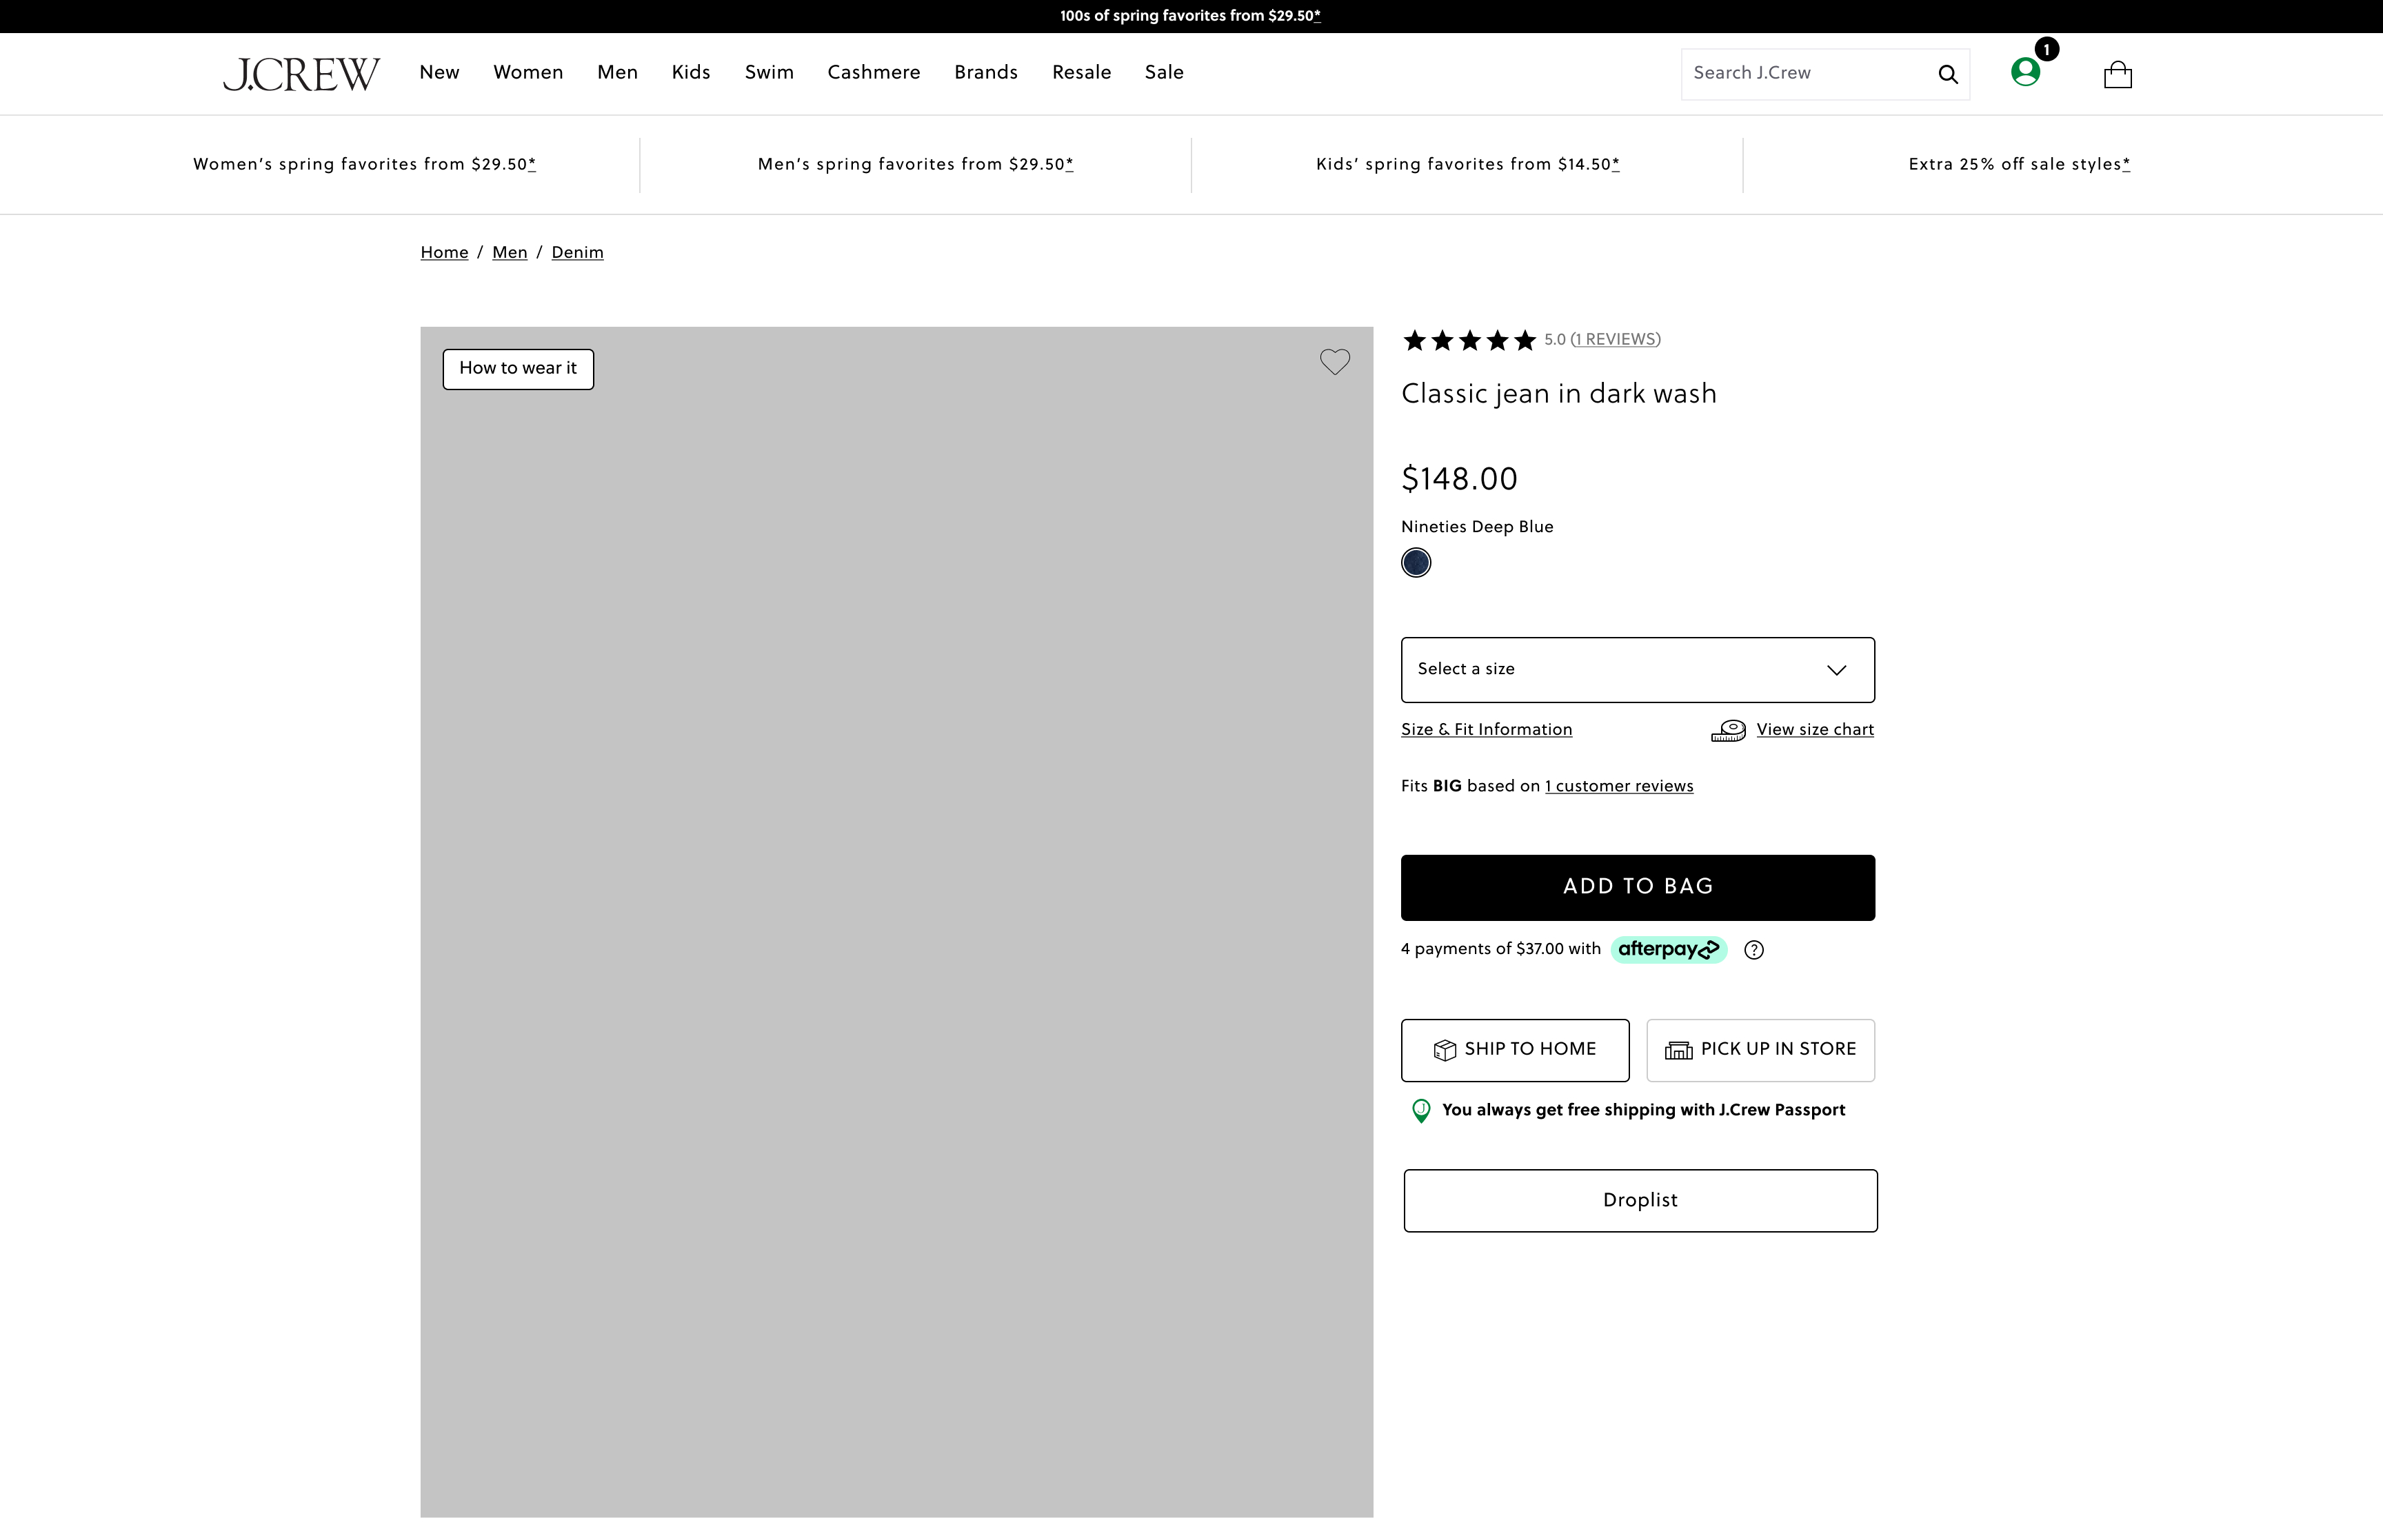 100s of spring favorites from $29.50*
J.CREW New Women Men Kids Swim Cashmere Brands Resale Sale Search J.Crew 1
Women's spring favorites from $29.50* Men's spring favorites from $29.50* Kids' spring favorites from $14.50* Extra 25% off sale styles*
Home / Men / Denim
How to wear it
5.0 (1 REVIEWS)
Classic jean in dark wash
$148.00
Nineties Deep Blue
Select a size
Size & Fit Information View size chart
Fits BIG based on 1 customer reviews
ADD TO BAG
4 payments of $37.00 with afterpay ?
SHIP TO HOME PICK UP IN STORE
J You always get free shipping with J.Crew Passport
Droplist